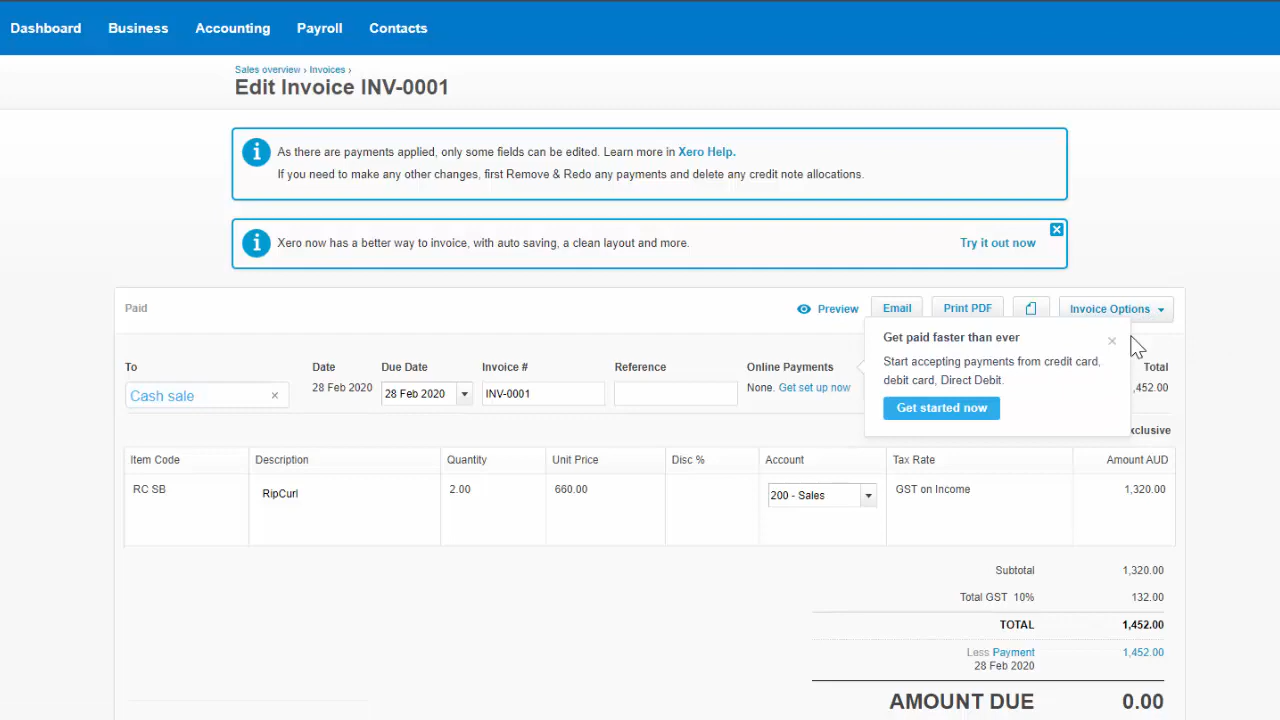 Dashboard Business Accounting Payroll Contacts
Sales overview › Invoices ›
Edit Invoice INV-0001
As there are payments applied, only some fields can be edited. Learn more in Xero Help.
If you need to make any other changes, first Remove & Redo any payments and delete any credit note allocations.
Xero now has a better way to invoice, with auto saving, a clean layout and more. Try it out now
Paid Preview Email Print PDF Invoice Options
Get paid faster than ever
Start accepting payments from credit card,
debit card, Direct Debit.
Get started now
To Date Due Date Invoice # Reference Online Payments Total
Cash sale 28 Feb 2020 28 Feb 2020 INV-0001 None. Get set up now ,452.00
xclusive
Item Code Description Quantity Unit Price Disc % Account Tax Rate Amount AUD
RC SB RipCurl 2.00 660.00 200 - Sales GST on Income 1,320.00
Subtotal 1,320.00
Total GST 10% 132.00
TOTAL 1,452.00
Less Payment 1,452.00
28 Feb 2020
AMOUNT DUE 0.00